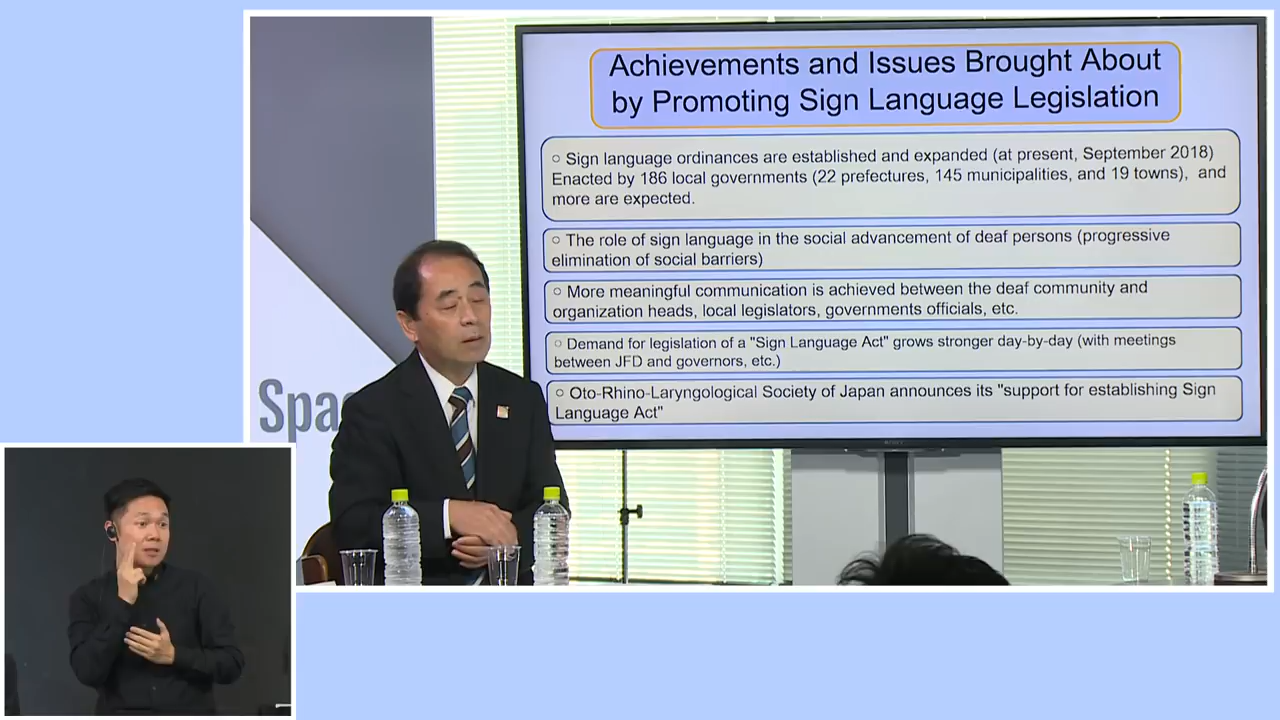 Achievements and Issues Brought About
by Promoting Sign Language Legislation
○ Sign language ordinances are established and expanded (at present, September 2018)
Enacted by 186 local governments (22 prefectures, 145 municipalities, and 19 towns), and
more are expected.
○ The role of sign language in the social advancement of deaf persons (progressive
elimination of social barriers)
○ More meaningful communication is achieved between the deaf community and
organization heads, local legislators, governments officials, etc.
○ Demand for legislation of a "Sign Language Act" grows stronger day-by-day (with meetings
between JFD and governors, etc.)
○ Oto-Rhino-Laryngological Society of Japan announces its "support for establishing Sign
Language Act"
Spa